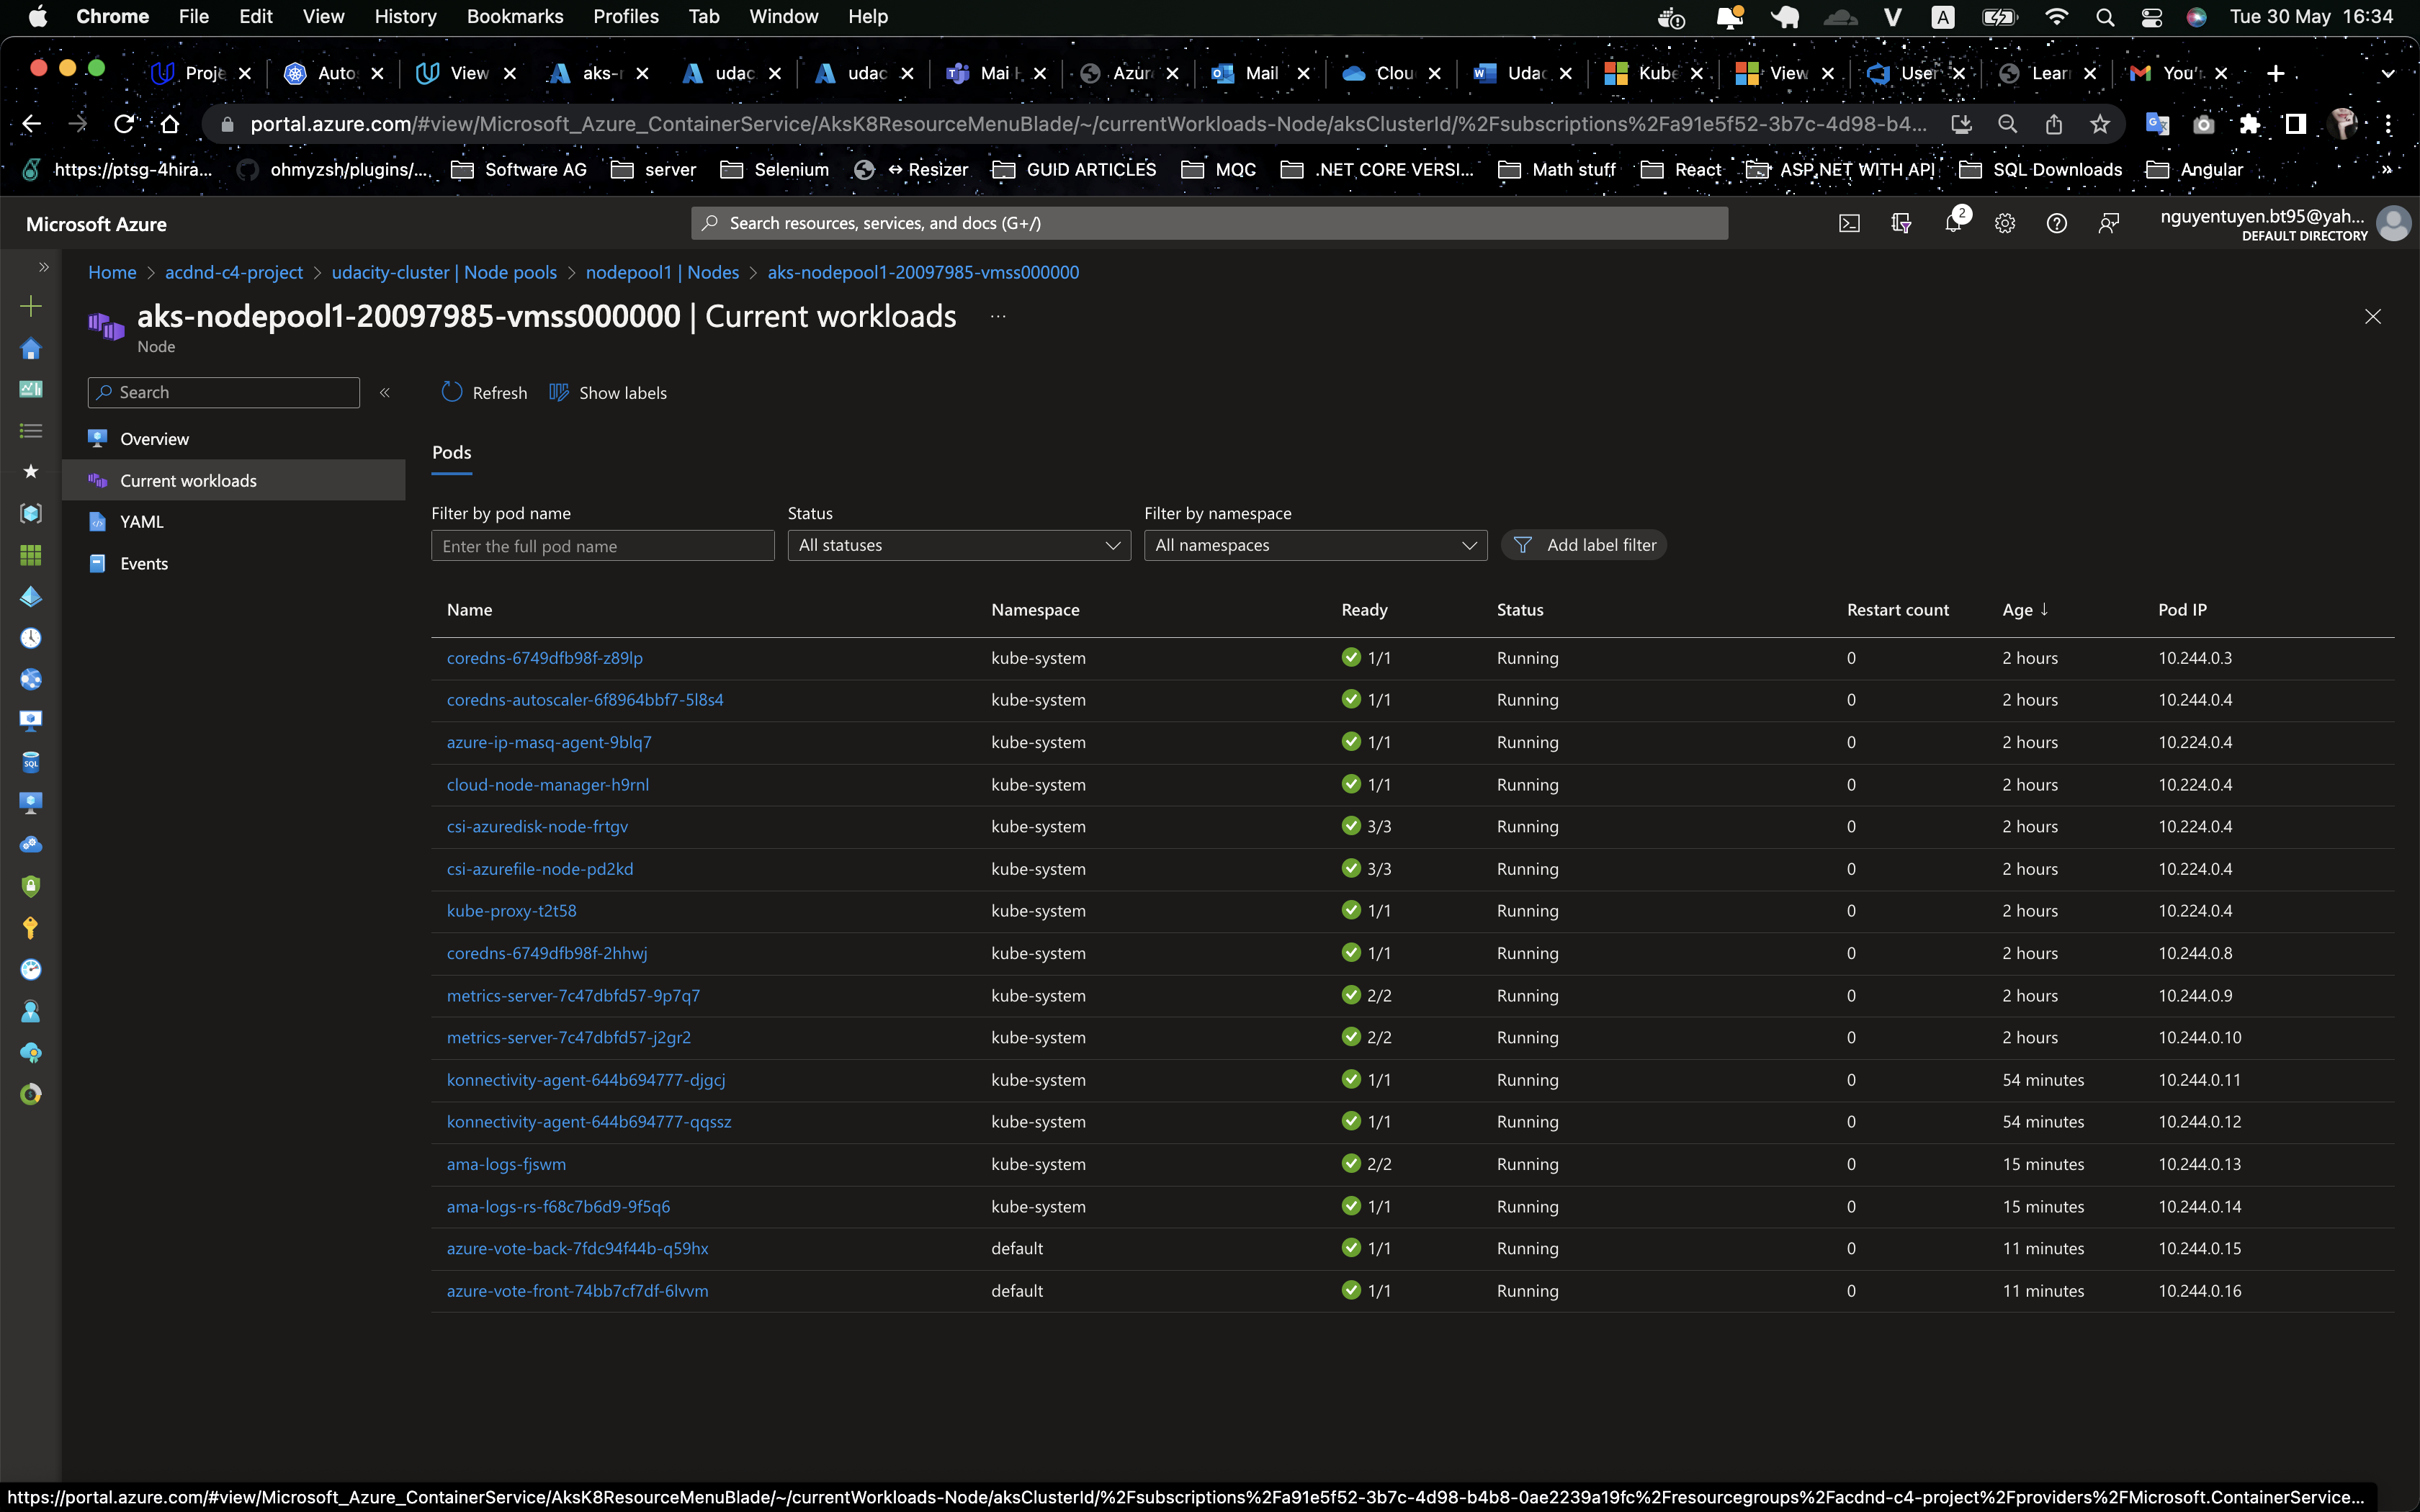 Chrome File Edit View History Bookmarks Profiles Tab Window Help Tue 30 May 16:34
Proje Auto View aks-r udac udac Mai Azur Mail Clou Udac Kube View User Lear You'r
portal.azure.com/#view/Microsoft_Azure_ContainerService/AksK8ResourceMenuBlade/~/currentWorkloads-Node/aksClusterId/%2Fsubscriptions%2Fa91e5f52-3b7c-4d98-b4...
https://ptsg-4hira... ohmyzsh/plugins/... Software AG server Selenium ↔ Resizer GUID ARTICLES MQC .NET CORE VERSI... Math stuff React ASP.NET WITH API SQL Downloads Angular »
Microsoft Azure Search resources, services, and docs (G+/) 2 nguyentuyen.bt95@yah...
DEFAULT DIRECTORY
Home > acdnd-c4-project > udacity-cluster | Node pools > nodepool1 | Nodes > aks-nodepool1-20097985-vmss000000
aks-nodepool1-20097985-vmss000000 | Current workloads ...
Node
Search « Refresh Show labels
Overview
Current workloads
YAML
Events
Pods
Filter by pod name Status Filter by namespace
Enter the full pod name All statuses All namespaces Add label filter
Name Namespace Ready Status Restart count Age ↓ Pod IP
coredns-6749dfb98f-z89lp kube-system 1/1 Running 0 2 hours 10.244.0.3
coredns-autoscaler-6f8964bbf7-5l8s4 kube-system 1/1 Running 0 2 hours 10.244.0.4
azure-ip-masq-agent-9blq7 kube-system 1/1 Running 0 2 hours 10.224.0.4
cloud-node-manager-h9rnl kube-system 1/1 Running 0 2 hours 10.224.0.4
csi-azuredisk-node-frtgv kube-system 3/3 Running 0 2 hours 10.224.0.4
csi-azurefile-node-pd2kd kube-system 3/3 Running 0 2 hours 10.224.0.4
kube-proxy-t2t58 kube-system 1/1 Running 0 2 hours 10.224.0.4
coredns-6749dfb98f-2hhwj kube-system 1/1 Running 0 2 hours 10.244.0.8
metrics-server-7c47dbfd57-9p7q7 kube-system 2/2 Running 0 2 hours 10.244.0.9
metrics-server-7c47dbfd57-j2gr2 kube-system 2/2 Running 0 2 hours 10.244.0.10
konnectivity-agent-644b694777-djgcj kube-system 1/1 Running 0 54 minutes 10.244.0.11
konnectivity-agent-644b694777-qqssz kube-system 1/1 Running 0 54 minutes 10.244.0.12
ama-logs-fjswm kube-system 2/2 Running 0 15 minutes 10.244.0.13
ama-logs-rs-f68c7b6d9-9f5q6 kube-system 1/1 Running 0 15 minutes 10.244.0.14
azure-vote-back-7fdc94f44b-q59hx default 1/1 Running 0 11 minutes 10.244.0.15
azure-vote-front-74bb7cf7df-6lvvm default 1/1 Running 0 11 minutes 10.244.0.16
https://portal.azure.com/#view/Microsoft_Azure_ContainerService/AksK8ResourceMenuBlade/~/currentWorkloads-Node/aksClusterId/%2Fsubscriptions%2Fa91e5f52-3b7c-4d98-b4b8-0ae2239a19fc%2Fresourcegroups%2Facdnd-c4-project%2Fproviders%2FMicrosoft.ContainerService...